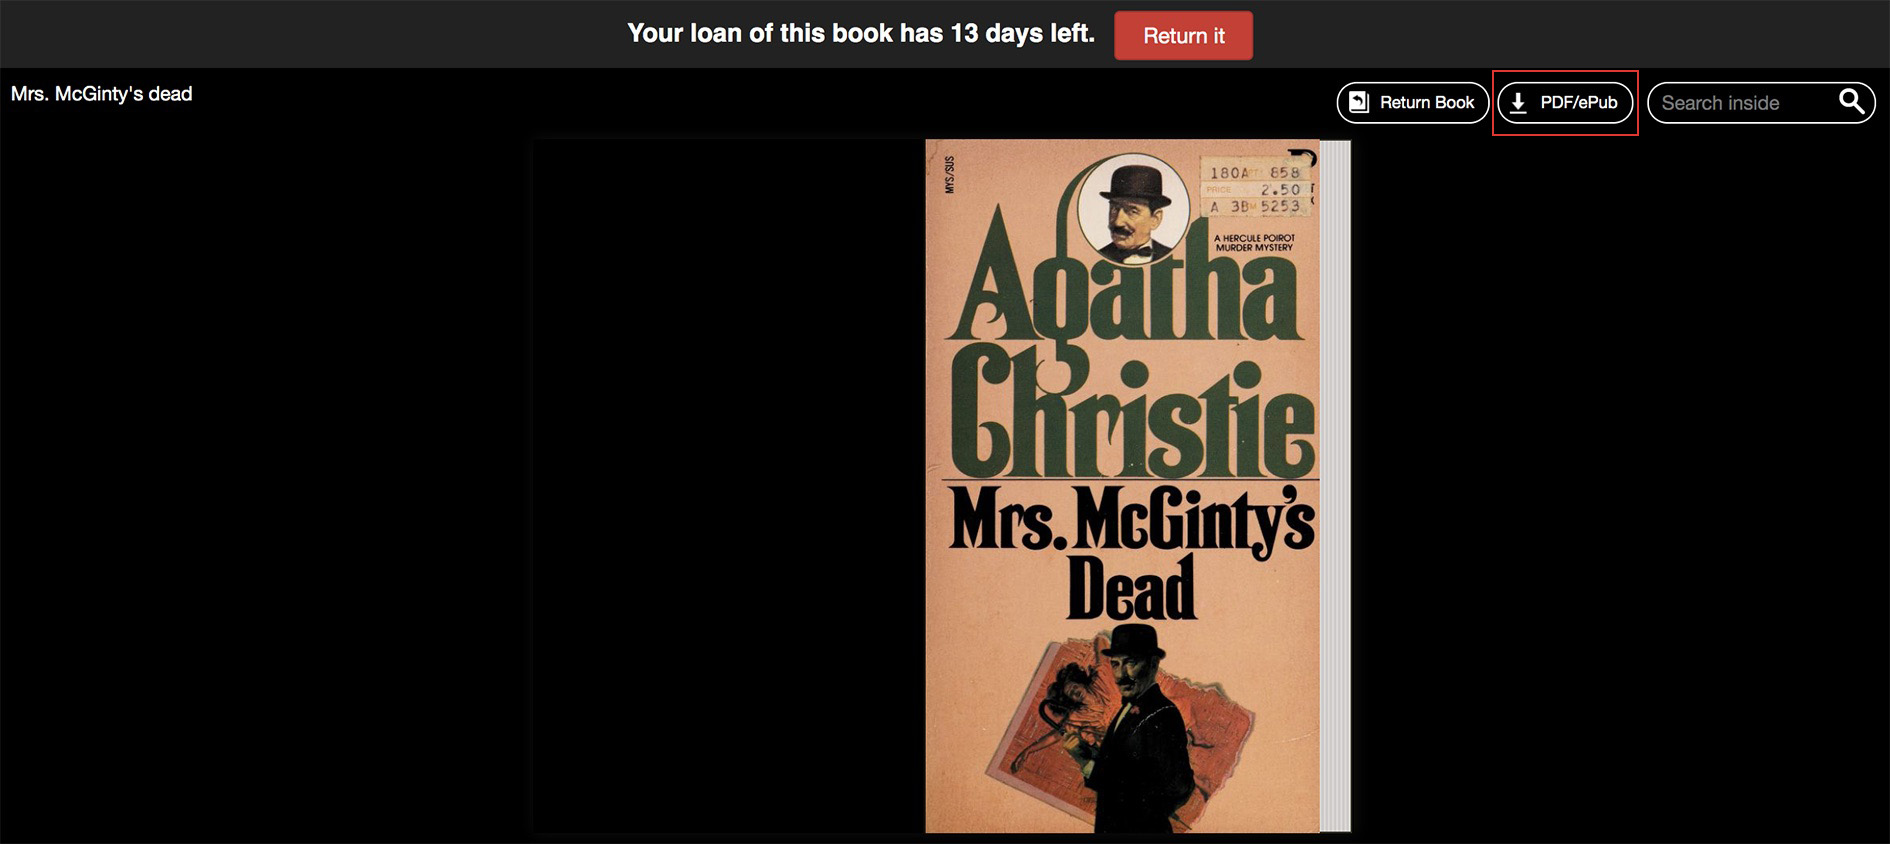 Your loan of this book has 13 days left.
Return it
Mrs. McGinty's dead
Return Book
PDF/ePub
Search inside
MYS/SUS
180A 858
PRICE 2.50
A 3B 5253
A HERCULE POIROT
MURDER MYSTERY
Agatha
Christie
Mrs. McGinty's
Dead